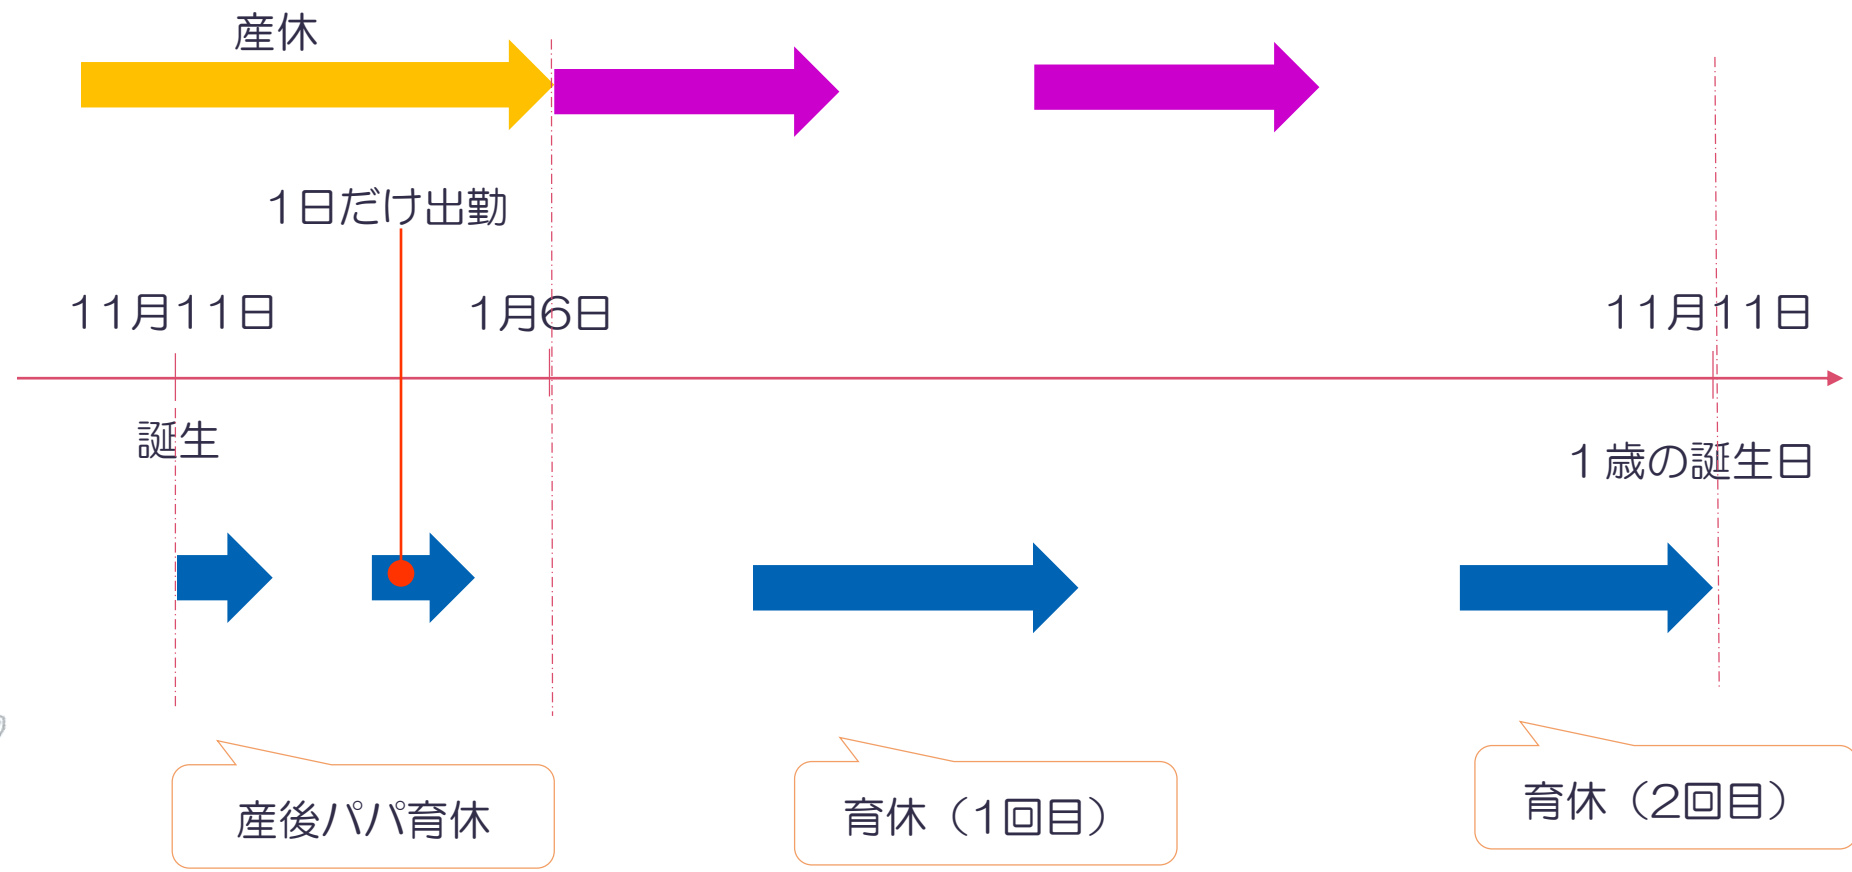 産休
1日だけ出勤
11月11日
1月6日
11月11日
誕生
1歳の誕生日
産後パパ育休
育休（1回目）
育休（2回目）